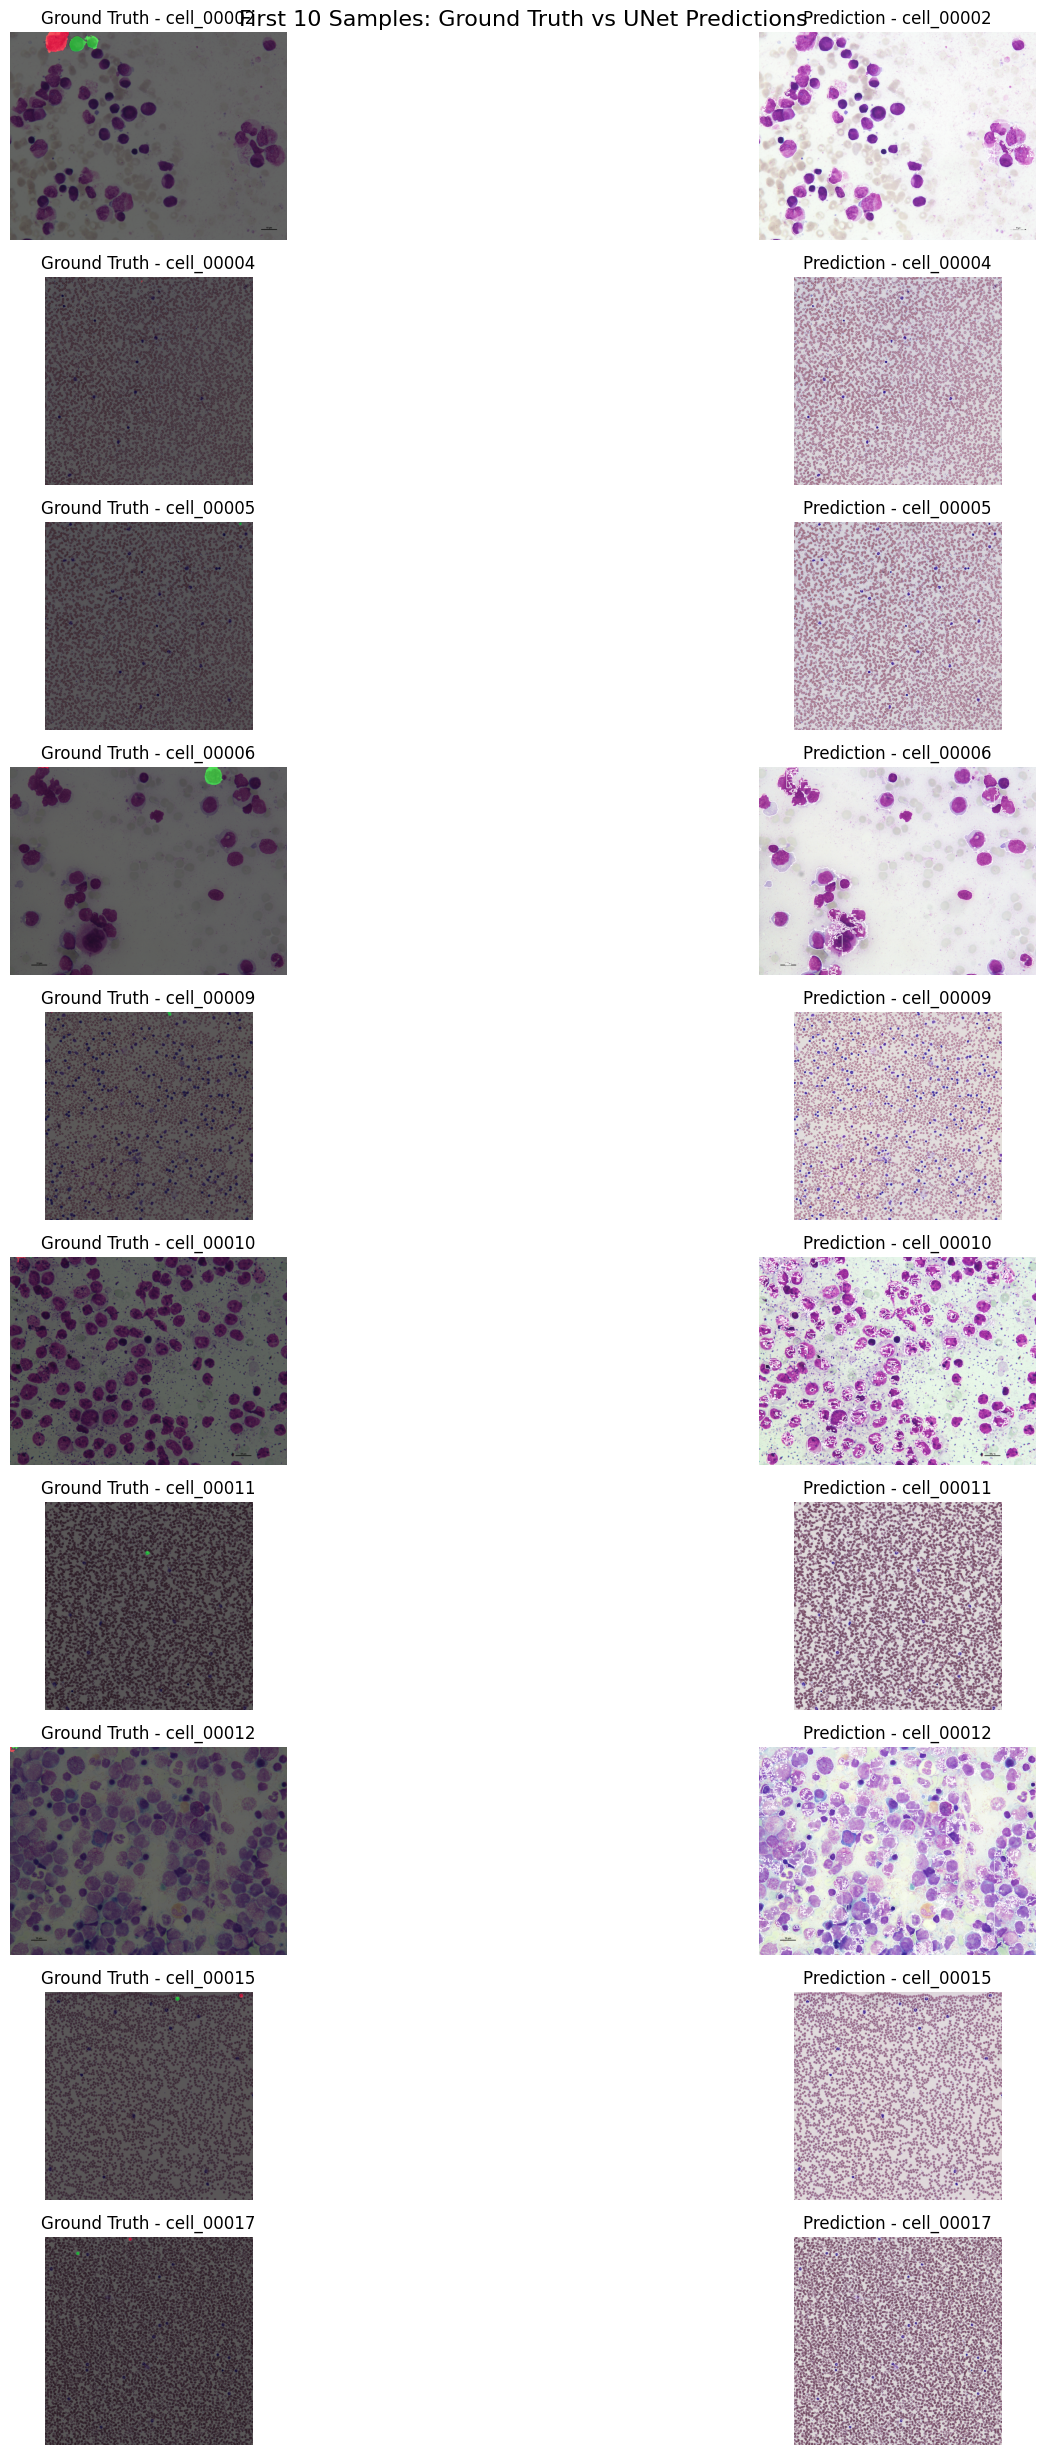 First 10 Samples: Ground Truth vs UNet Predictions
Ground Truth - cell_00002
Prediction - cell_00002
Ground Truth - cell_00004
Prediction - cell_00004
Ground Truth - cell_00005
Prediction - cell_00005
Ground Truth - cell_00006
Prediction - cell_00006
Ground Truth - cell_00009
Prediction - cell_00009
Ground Truth - cell_00010
Prediction - cell_00010
Ground Truth - cell_00011
Prediction - cell_00011
Ground Truth - cell_00012
Prediction - cell_00012
Ground Truth - cell_00015
Prediction - cell_00015
Ground Truth - cell_00017
Prediction - cell_00017